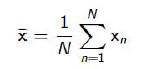 x̄ = 1/N ∑_{n=1}^{N} x_n